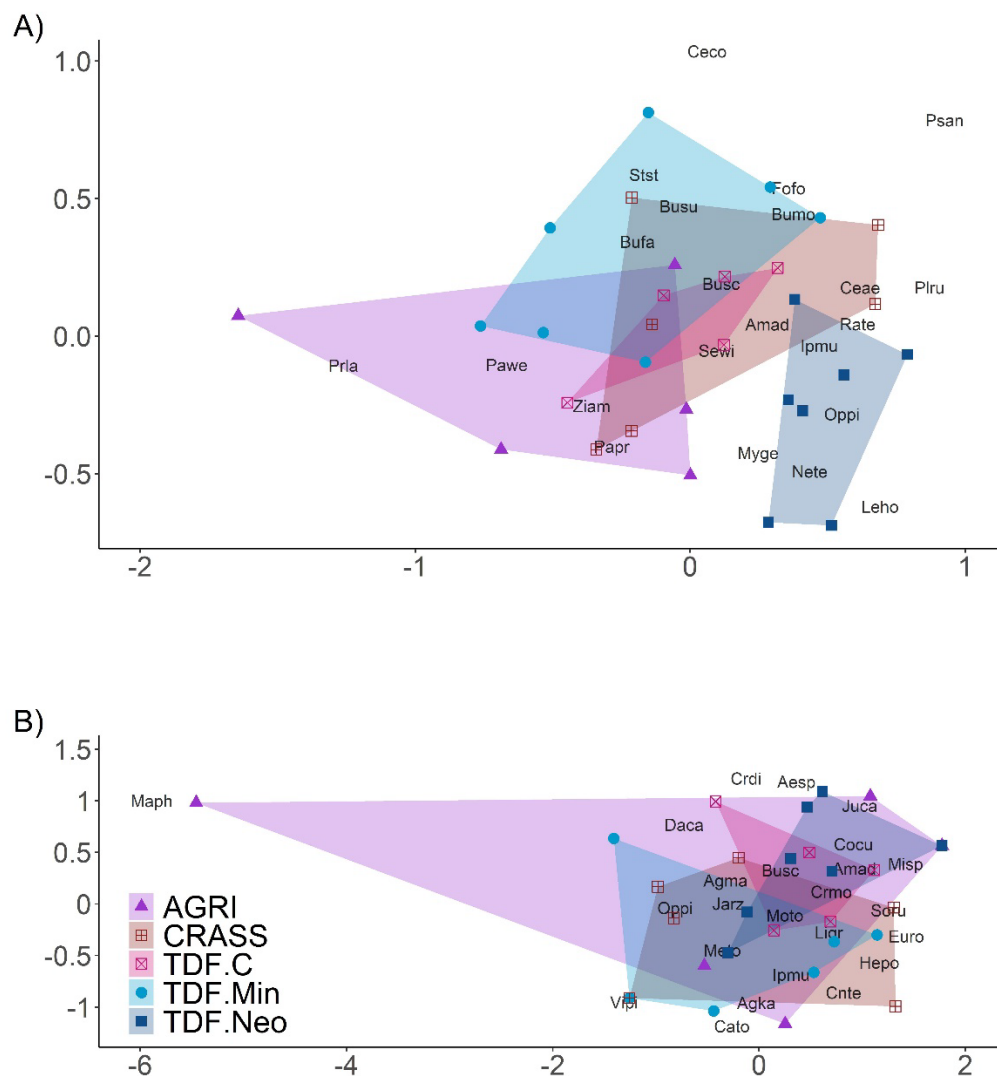 A)
Ceco
1.0
Psan
Stst
Fofo
0.5
Busu
Bumo
Bufa
Busc
Ceae
Plru
Amad
Rate
0.0
Ipmu
Sewi
Prla
Pawe
Ziam
Oppi
Papr
Myge
-0.5
Nete
Leho
-2
-1
0
1
B)
1.5
Crdi
Aesp
1
Maph
Juca
Daca
Cocu
0.5
Busc
Amad
Misp
Agma
Crmo
0
AGRI
Oppi
Jarz
Moto
Soru
CRASS
Ligr
Euro
-0.5
TDF.C
Hepo
Ipmu
TDF.Min
Vipi
Agka
Cnte
-1
TDF.Neo
Cato
-6
-4
-2
0
2